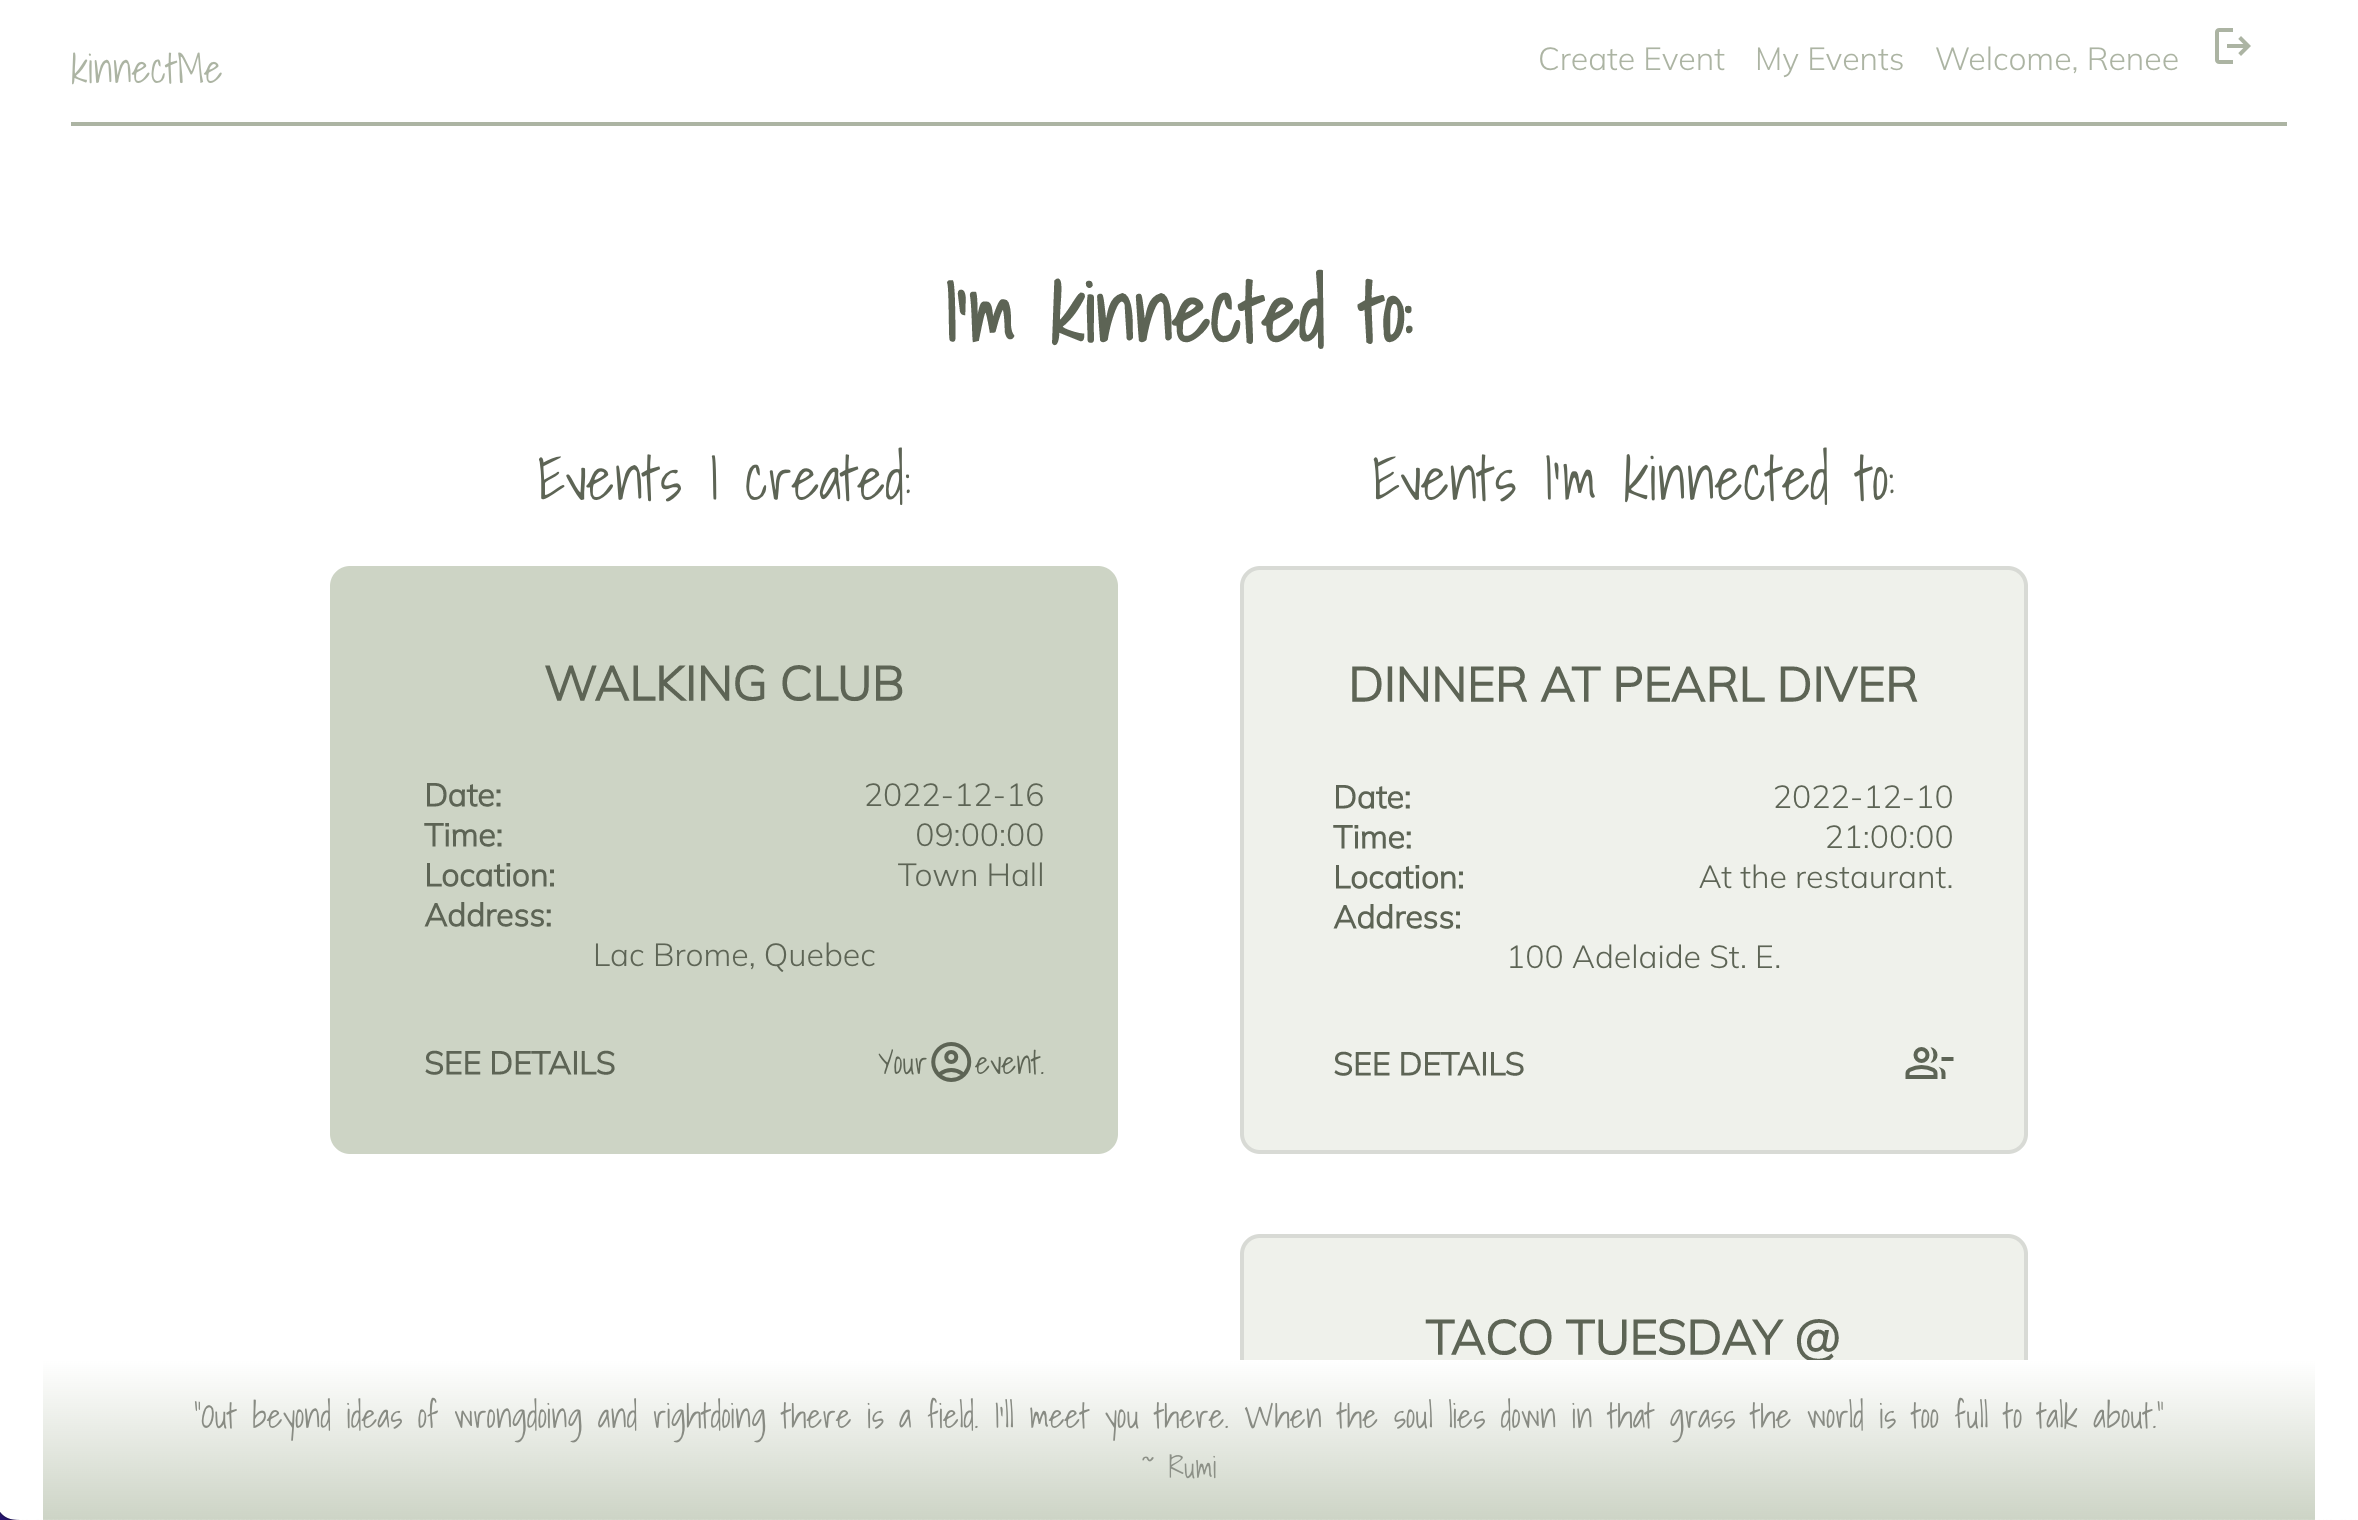 kinnectMe
Create Event My Events Welcome, Renee
I'm kinnected to:
Events I created:
WALKING CLUB
Date: 2022-12-16
Time: 09:00:00
Location: Town Hall
Address:
Lac Brome, Quebec
SEE DETAILS Your event.
Events I'm kinnected to:
DINNER AT PEARL DIVER
Date: 2022-12-10
Time: 21:00:00
Location: At the restaurant.
Address:
100 Adelaide St. E.
SEE DETAILS
TACO TUESDAY @
"Out beyond ideas of wrongdoing and rightdoing there is a field. I'll meet you there. When the soul lies down in that grass the world is too full to talk about."
~ Rumi